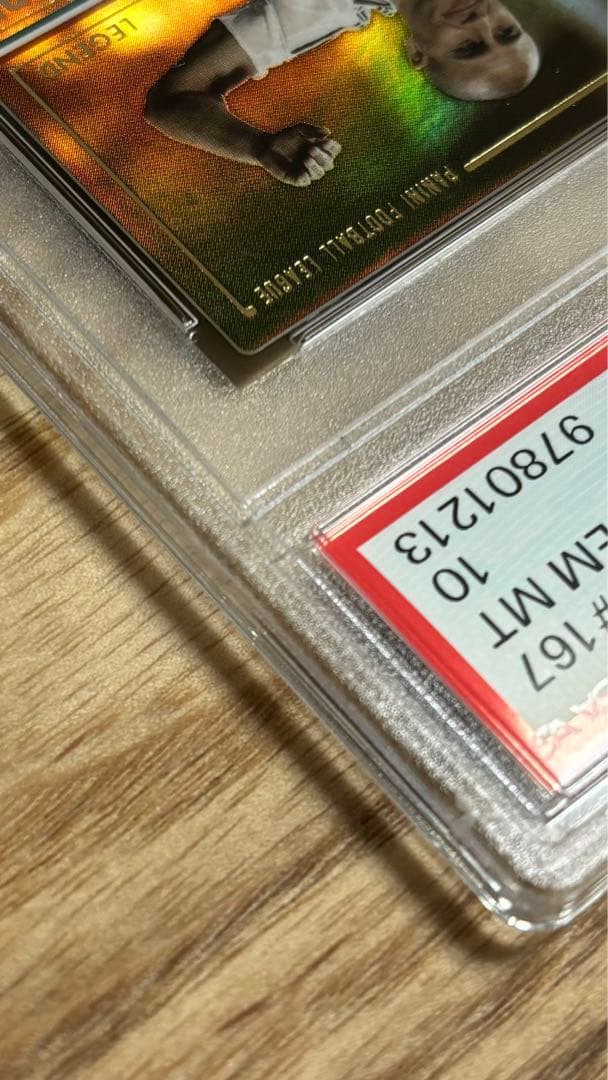 #167
EM MT
10
97801213
PANINI FOOTBALL LEAGUE
LEGEND